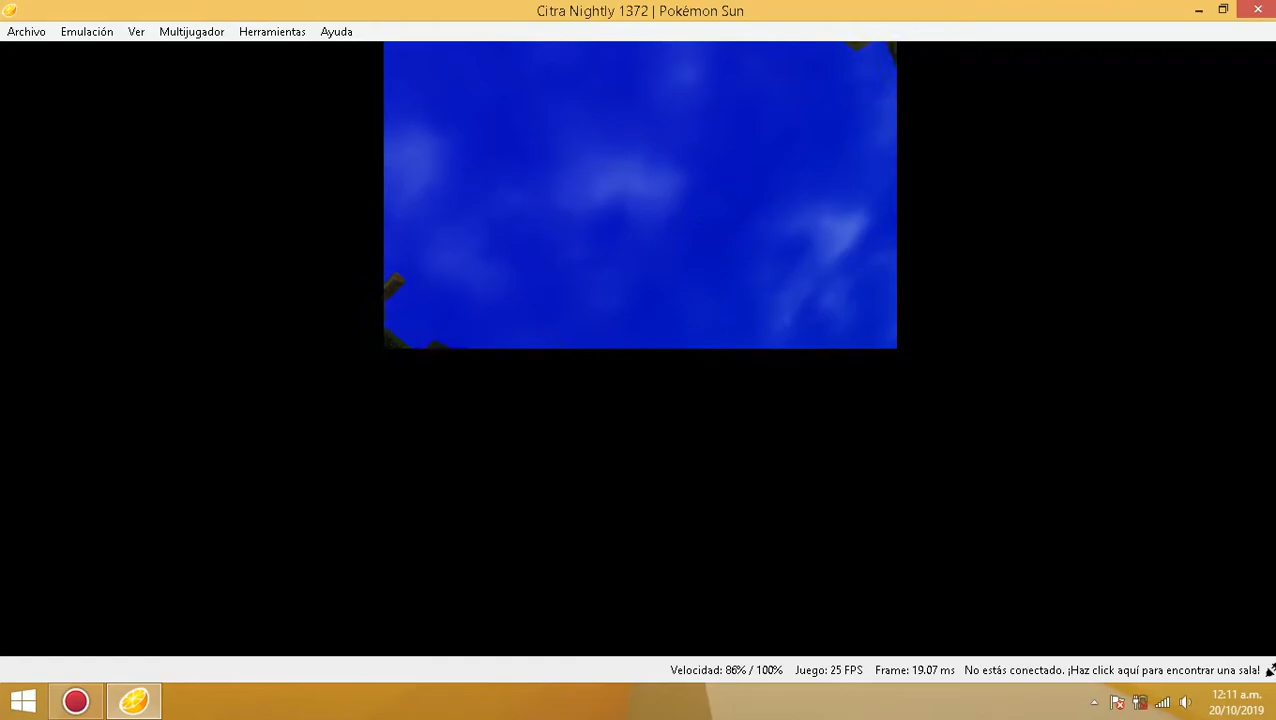 Citra Nightly 1372 | Pokémon Sun
Archivo Emulación Ver Multijugador Herramientas Ayuda
Velocidad: 86% / 100% Juego: 25 FPS Frame: 19.07 ms No estás conectado. ¡Haz click aquí para encontrar una sala!
12:11 a.m.
20/10/2019